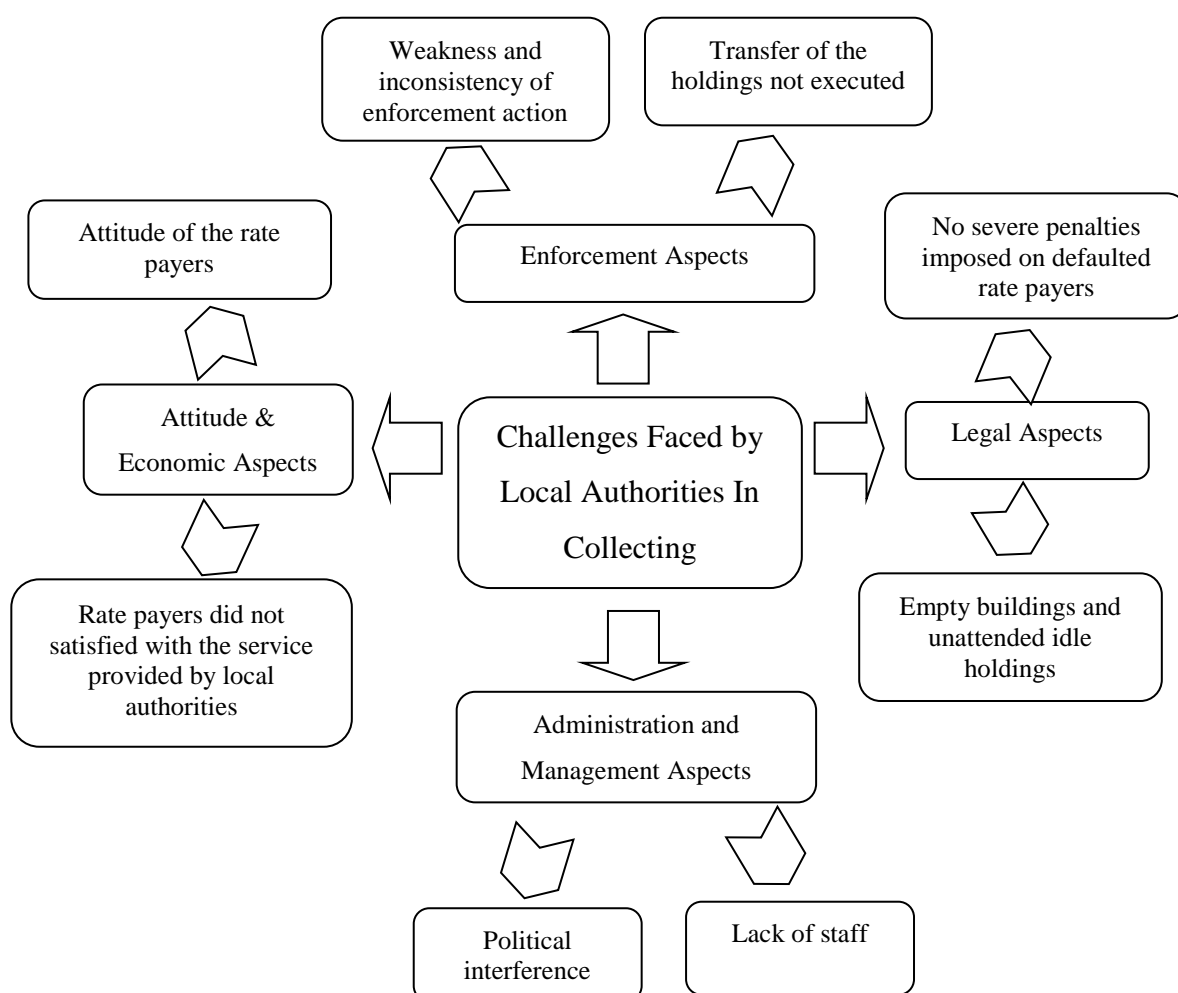 Weakness and
inconsistency of
enforcement action
Transfer of the
holdings not executed
Attitude of the rate
payers
Enforcement Aspects
No severe penalties
imposed on defaulted
rate payers
Attitude &
Economic Aspects
Challenges Faced by
Local Authorities In
Collecting
Legal Aspects
Rate payers did not
satisfied with the service
provided by local
authorities
Empty buildings and
unattended idle
holdings
Administration and
Management Aspects
Political
interference
Lack of staff